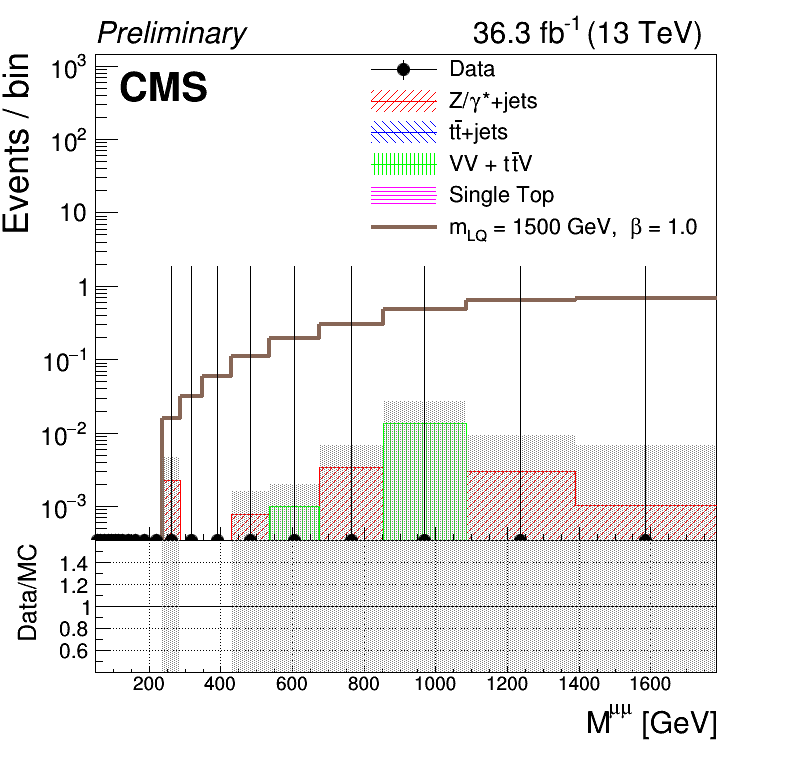 Preliminary
36.3 fb⁻¹ (13 TeV)
CMS
Events / bin
10³
10²
10
1
10⁻¹
10⁻²
10⁻³
Data
Z/γ*+jets
tt̄+jets
VV + tt̄V
Single Top
m_LQ = 1500 GeV, β = 1.0
Data/MC
1.4
1.2
1
0.8
0.6
200 400 600 800 1000 1200 1400 1600
M^μμ [GeV]